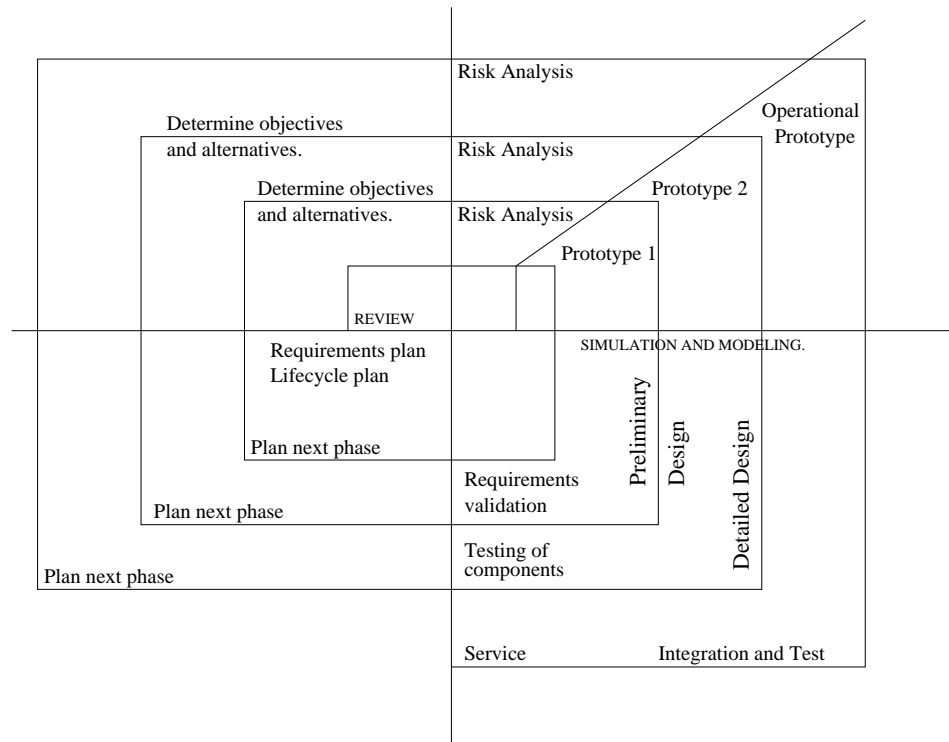 Risk Analysis
Operational
Prototype
Determine objectives
and alternatives.
Risk Analysis
Determine objectives
and alternatives.
Prototype 2
Risk Analysis
Prototype 1
REVIEW
SIMULATION AND MODELING.
Requirements plan
Lifecycle plan
Preliminary
Design
Detailed Design
Plan next phase
Requirements
validation
Plan next phase
Testing of
components
Plan next phase
Service
Integration and Test